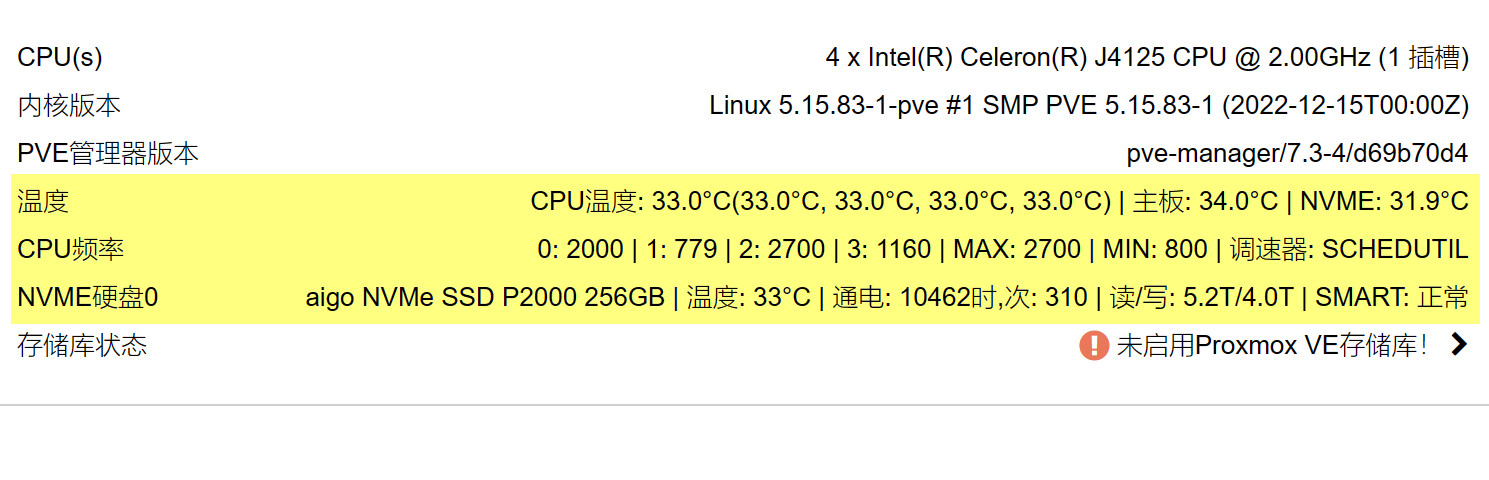 CPU(s) 4 x Intel(R) Celeron(R) J4125 CPU @ 2.00GHz (1 插槽)
内核版本 Linux 5.15.83-1-pve #1 SMP PVE 5.15.83-1 (2022-12-15T00:00Z)
PVE管理器版本 pve-manager/7.3-4/d69b70d4
温度 CPU温度: 33.0°C(33.0°C, 33.0°C, 33.0°C, 33.0°C) | 主板: 34.0°C | NVME: 31.9°C
CPU频率 0: 2000 | 1: 779 | 2: 2700 | 3: 1160 | MAX: 2700 | MIN: 800 | 调速器: SCHEDUTIL
NVME硬盘0 aigo NVMe SSD P2000 256GB | 温度: 33°C | 通电: 10462时,次: 310 | 读/写: 5.2T/4.0T | SMART: 正常
存储库状态 未启用Proxmox VE存储库！